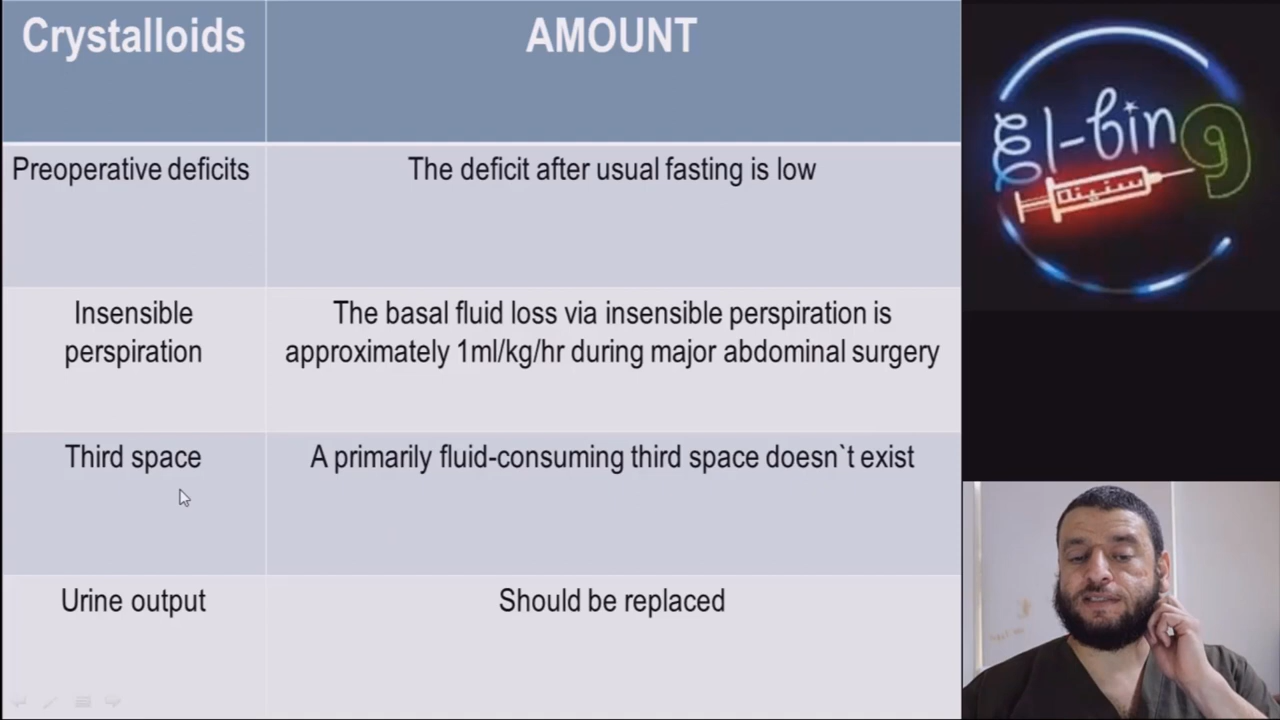 Crystalloids
AMOUNT
Preoperative deficits
The deficit after usual fasting is low
Insensible
perspiration
The basal fluid loss via insensible perspiration is
approximately 1ml/kg/hr during major abdominal surgery
Third space
A primarily fluid-consuming third space doesn`t exist
Urine output
Should be replaced
El-bing
ستينه